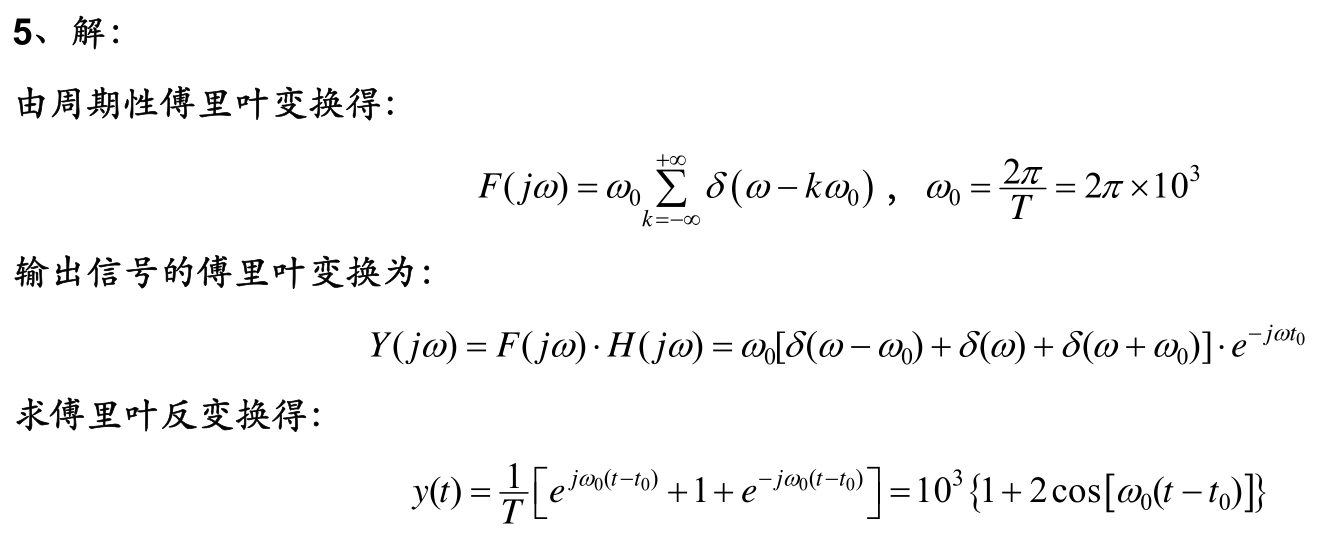 5、解：
由周期性傅里叶变换得：
F(jω) = ω₀ ∑_{k=-∞}^{+∞} δ(ω − kω₀) ， ω₀ = \frac{2π}{T} = 2π × 10³
输出信号的傅里叶变换为：
Y(jω) = F(jω) · H(jω) = ω₀[δ(ω − ω₀) + δ(ω) + δ(ω + ω₀)] · e^{−jωt₀}
求傅里叶反变换得：
y(t) = \frac{1}{T}[e^{jω₀(t−t₀)} + 1 + e^{−jω₀(t−t₀)}] = 10³{1 + 2cos[ω₀(t − t₀)]}